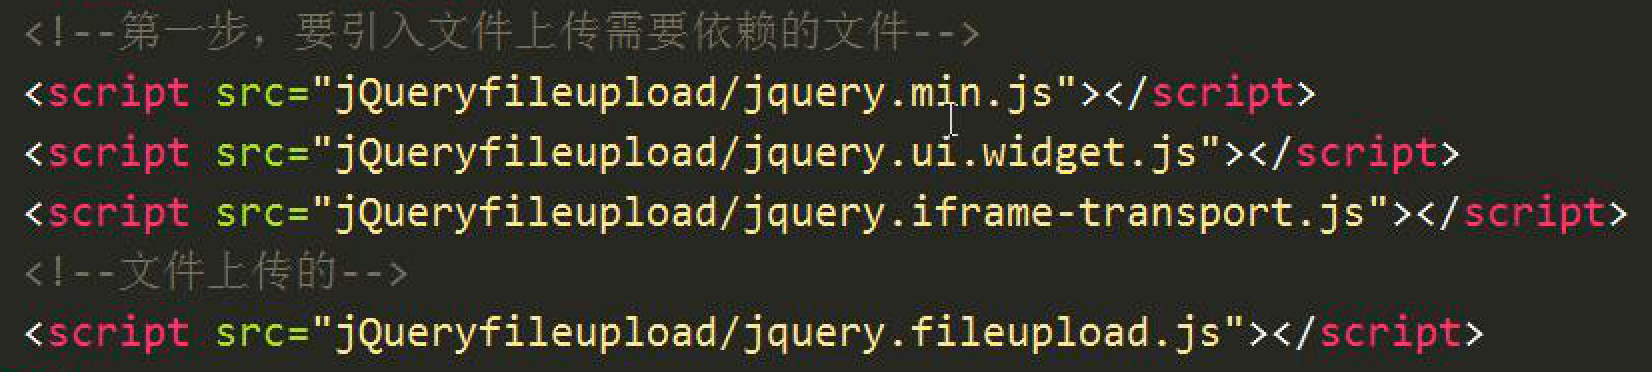 <!--第一步，要引入文件上传需要依赖的文件-->
<script src="jQueryfileupload/jquery.min.js"></script>
<script src="jQueryfileupload/jquery.ui.widget.js"></script>
<script src="jQueryfileupload/jquery.iframe-transport.js"></script>
<!--文件上传的-->
<script src="jQueryfileupload/jquery.fileupload.js"></script>